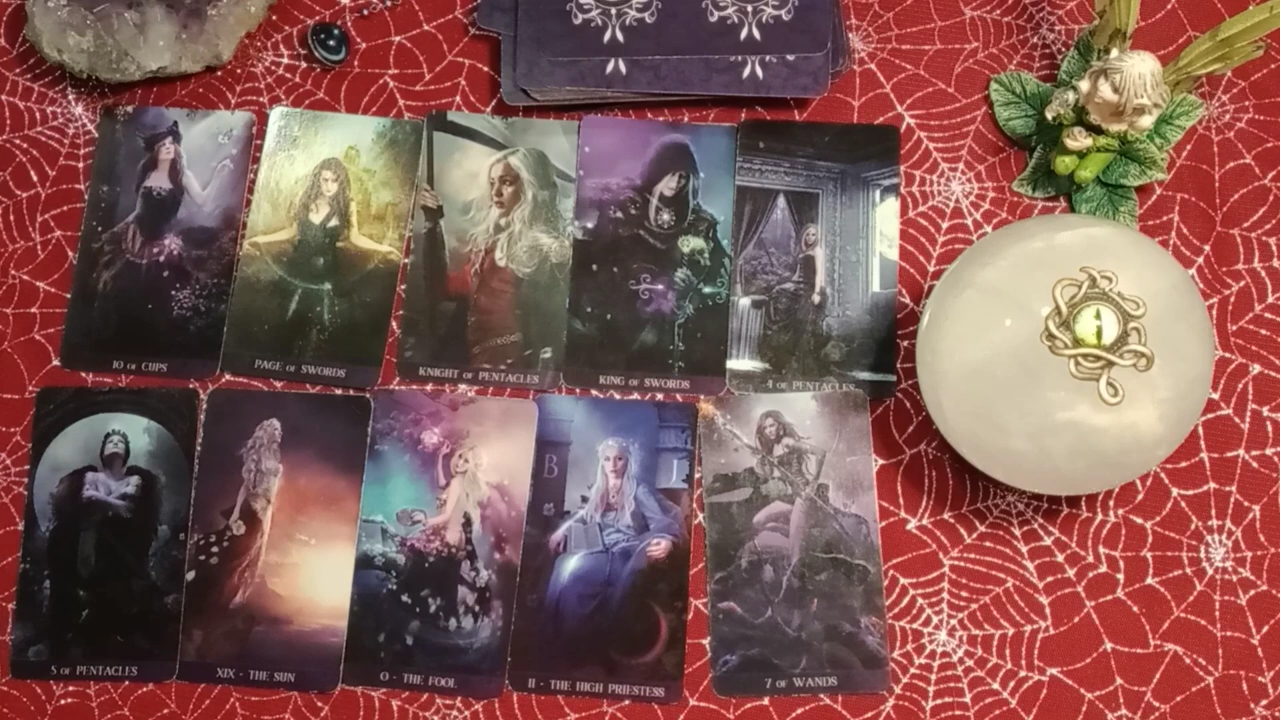 10 OF CUPS
PAGE OF SWORDS
KNIGHT OF PENTACLES
KING OF SWORDS
4 OF PENTACLES
5 OF PENTACLES
XIX - THE SUN
0 - THE FOOL
B J
II - THE HIGH PRIESTESS
7 OF WANDS